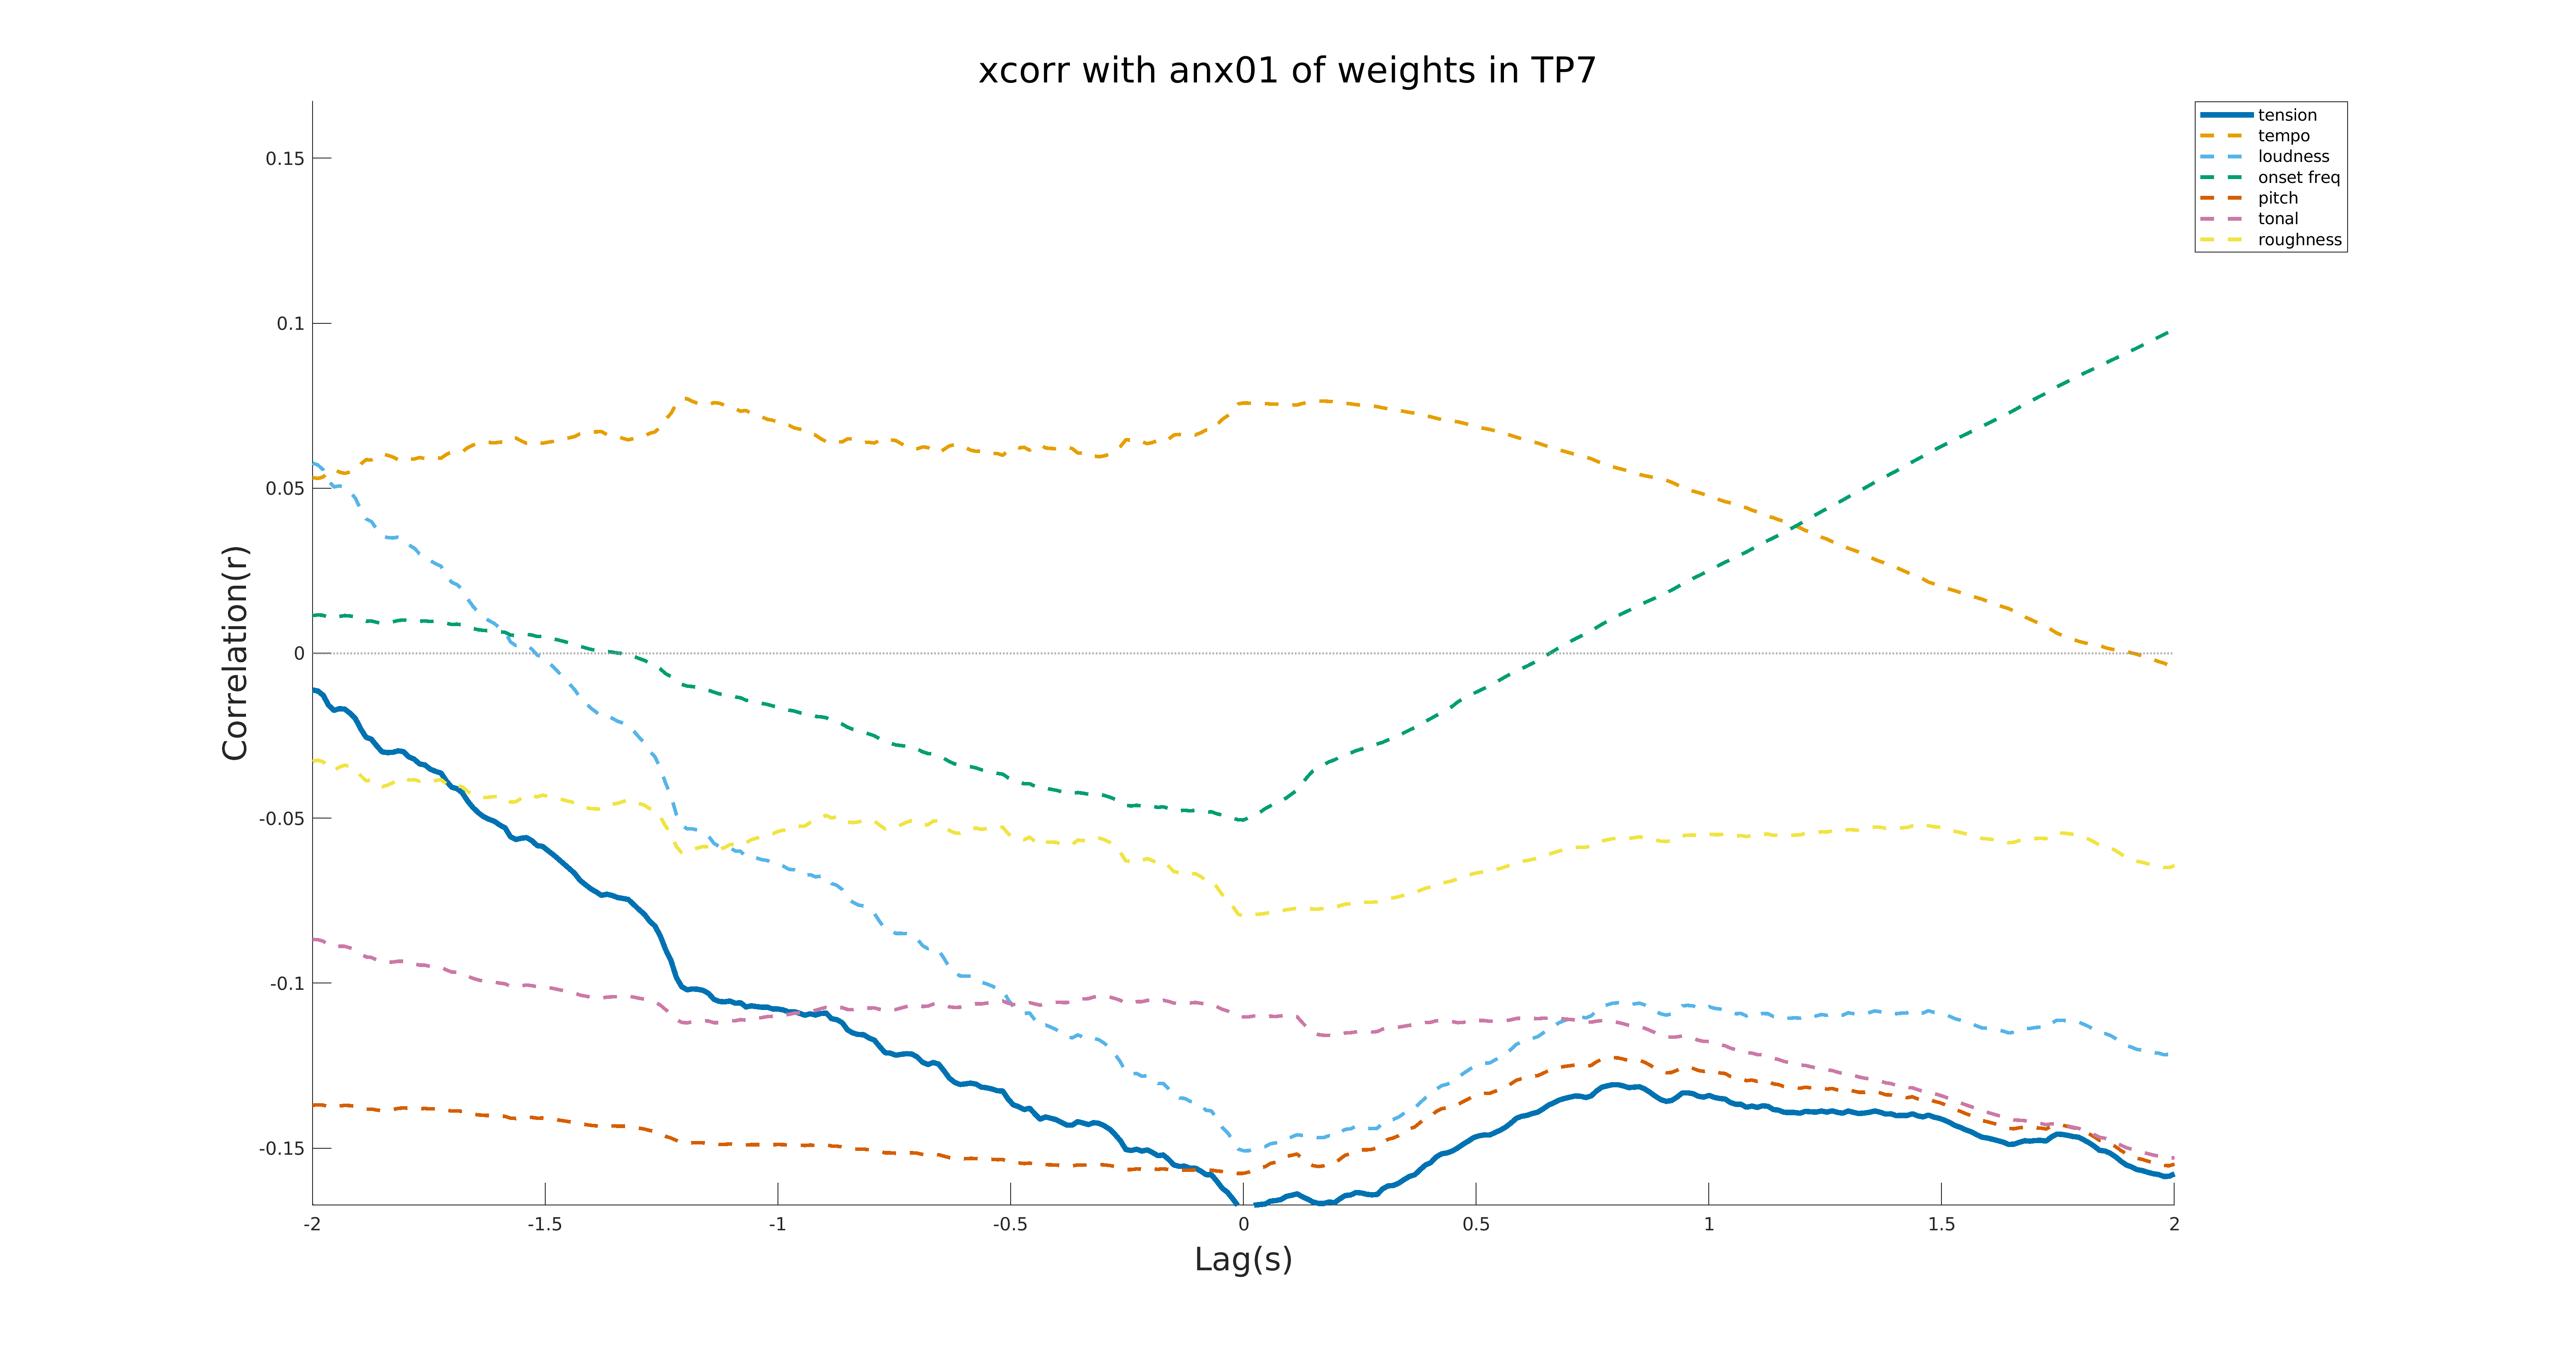 xcorr with anx01 of weights in TP7
tension
tempo
loudness
onset freq
pitch
tonal
roughness
0.15
0.1
0.05
0
-0.05
-0.1
-0.15
Correlation(r)
-2 -1.5 -1 -0.5 0 0.5 1 1.5 2
Lag(s)